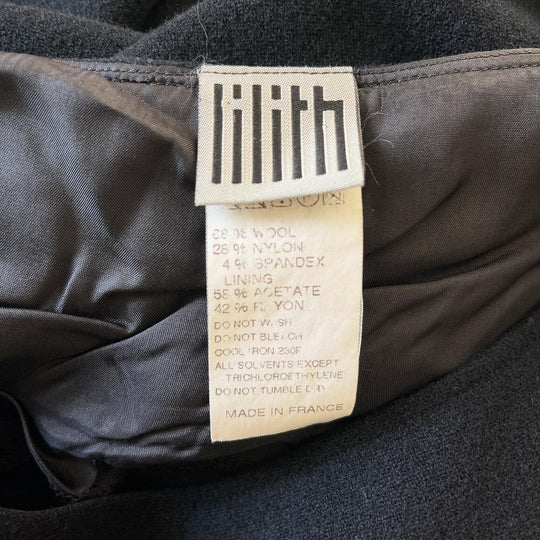 lilith
68 % WOOL
28 % NYLON
4 % SPANDEX
LINING
58 % ACETATE
42 % RAYON
DO NOT WASH
DO NOT BLEACH
COOL IRON 230F
ALL SOLVENTS EXCEPT
TRICHLOROETHYLENE
DO NOT TUMBLE DRY
MADE IN FRANCE